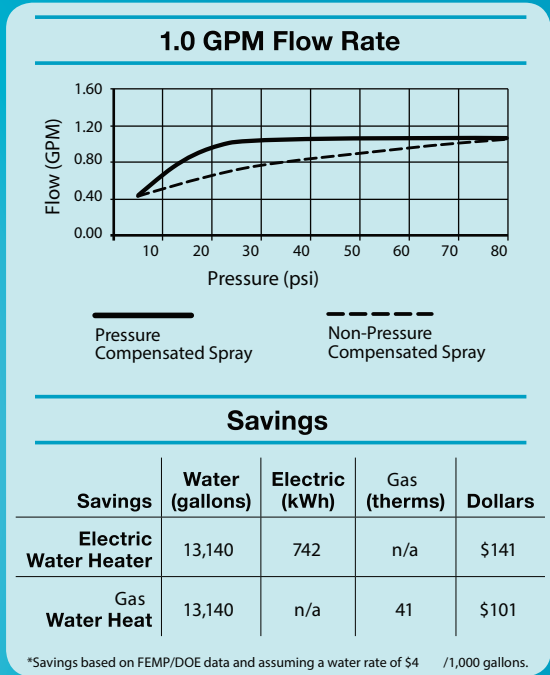 1.0 GPM Flow Rate
1.60
1.20
0.80
0.40
0.00
Flow (GPM)
10 20 30 40 50 60 70 80
Pressure (psi)
Pressure
Compensated Spray
Non-Pressure
Compensated Spray
Savings
Savings Water (gallons) Electric (kWh) Gas (therms) Dollars
Electric Water Heater 13,140 742 n/a $141
Gas Water Heat 13,140 n/a 41 $101
*Savings based on FEMP/DOE data and assuming a water rate of $4 /1,000 gallons.